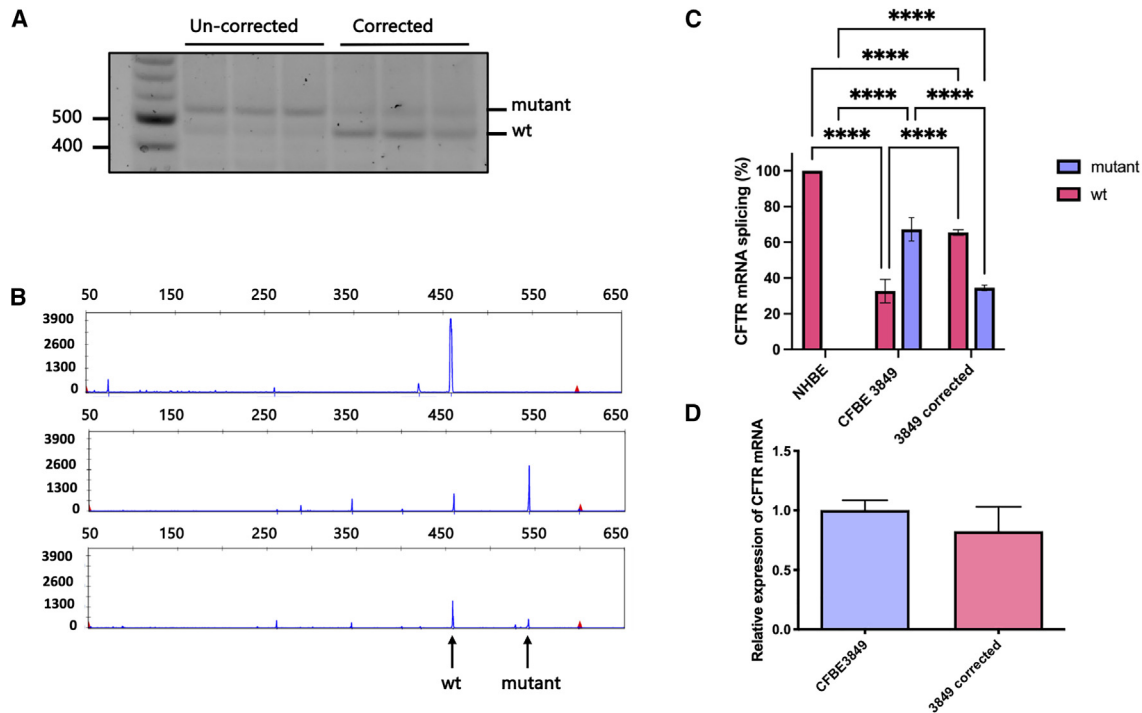 A
Un-corrected Corrected
mutant
500
wt
400
B
50 150 250 350 450 550 650
3900
2600
1300
0
50 150 250 350 450 550 650
3900
2600
1300
0
50 150 250 350 450 550 650
3900
2600
1300
0
wt mutant
C
****
****
**** ****
**** ****
CFTR mRNA splicing (%)
100
80
60
40
20
0
NHBE
CFBE 3849
3849 corrected
mutant
wt
D
Relative expression of CFTR mRNA
1.5
1.0
0.5
0.0
CFBE3849
3849 corrected